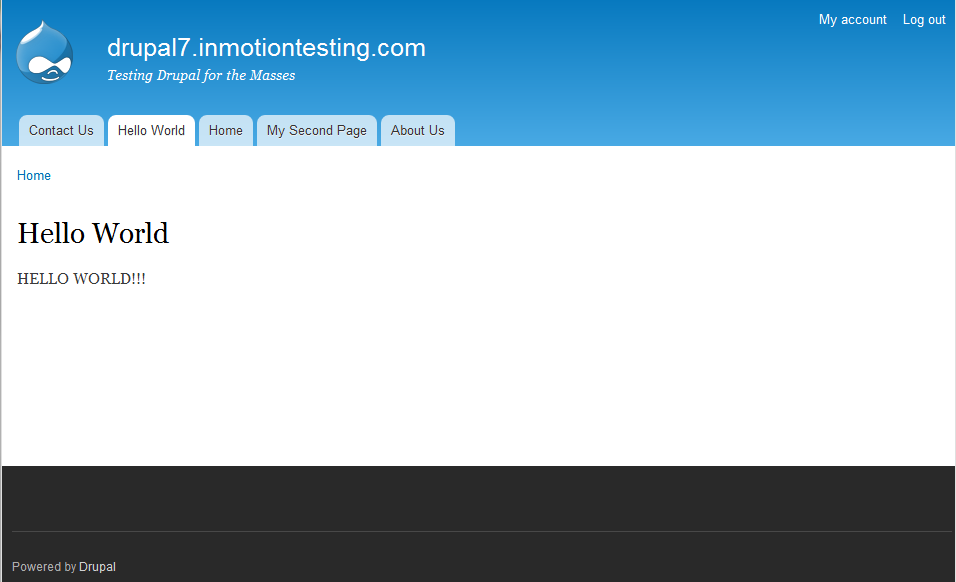 My account Log out
drupal7.inmotiontesting.com
Testing Drupal for the Masses
Contact Us Hello World Home My Second Page About Us
Home
Hello World
HELLO WORLD!!!
Powered by Drupal